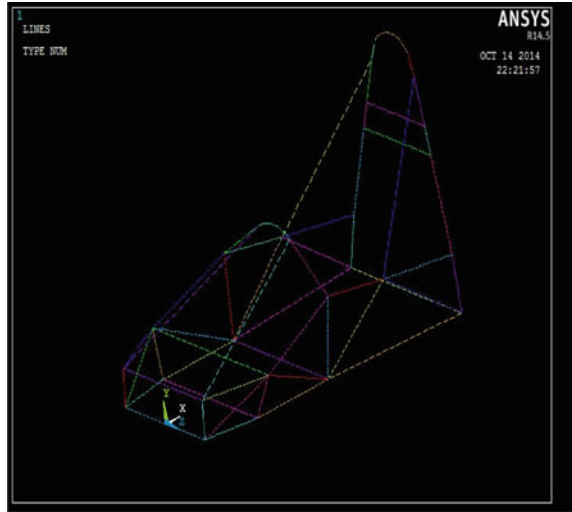 1
LINES
TYPE NUM
ANSYS
R14.5
OCT 14 2014
22:21:57
Y
X
Z